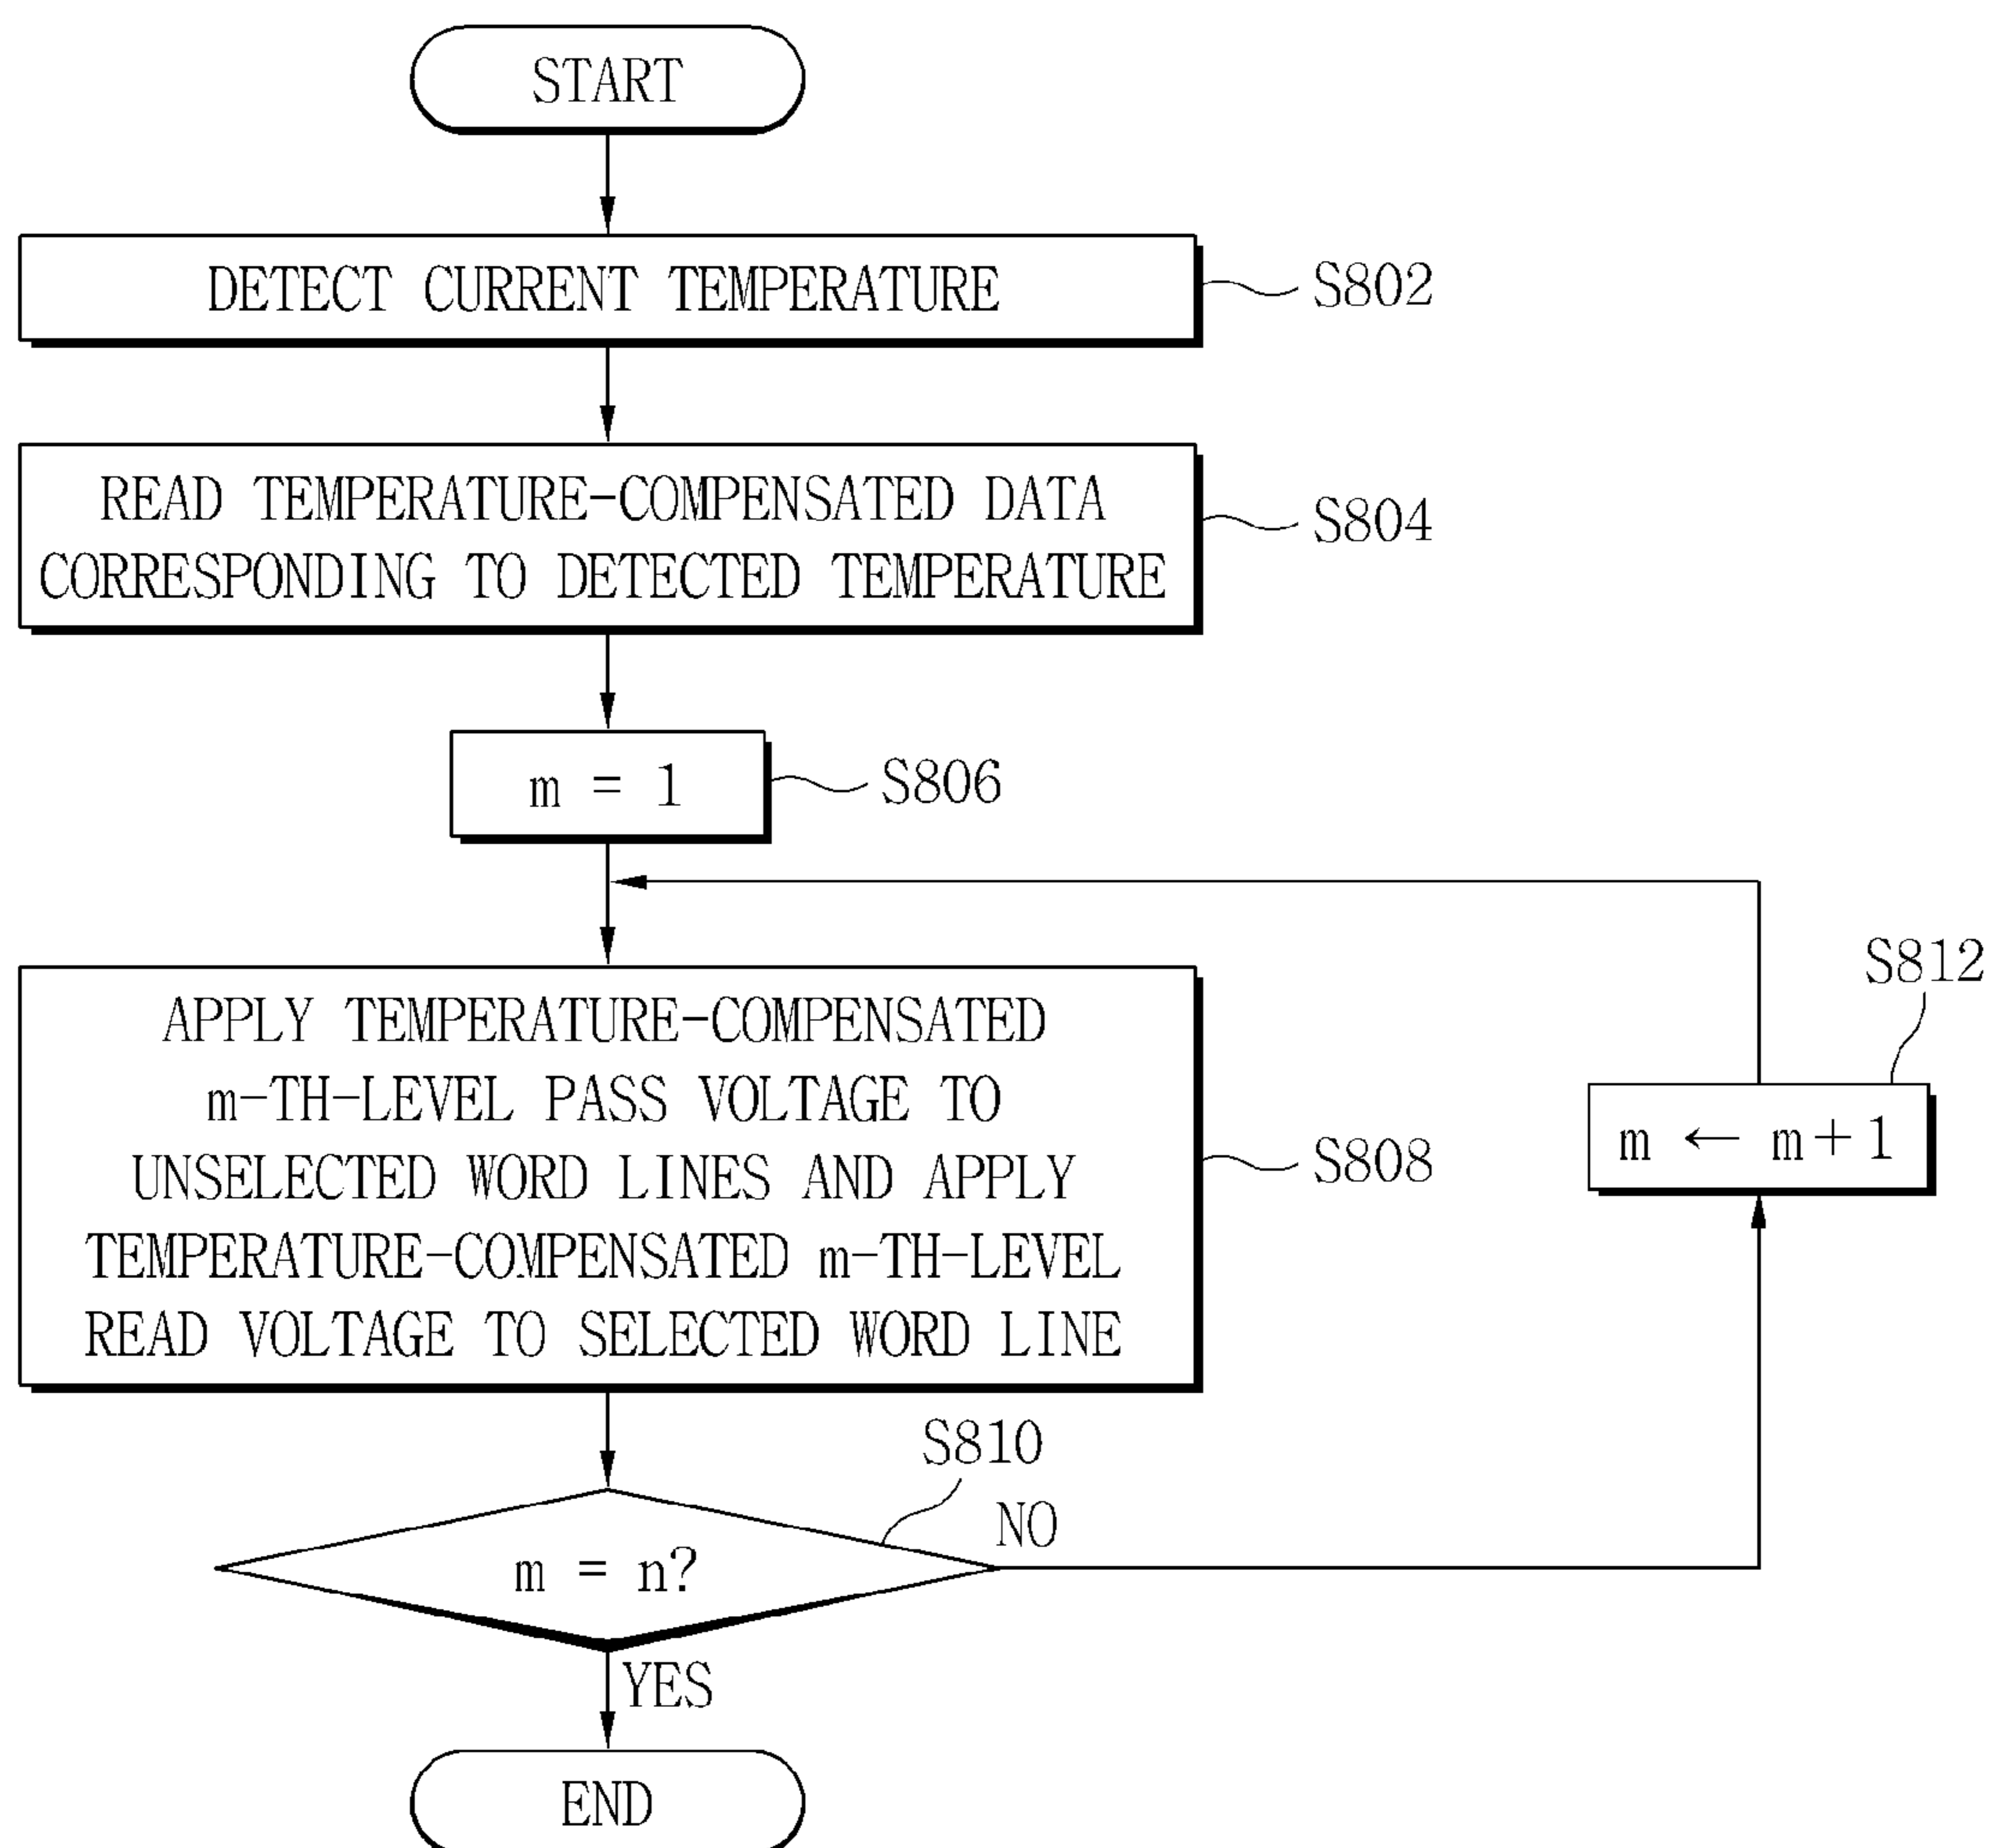 START
DETECT CURRENT TEMPERATURE
S802
READ TEMPERATURE-COMPENSATED DATA
CORRESPONDING TO DETECTED TEMPERATURE
S804
m = 1
S806
APPLY TEMPERATURE-COMPENSATED
m-TH-LEVEL PASS VOLTAGE TO
UNSELECTED WORD LINES AND APPLY
TEMPERATURE-COMPENSATED m-TH-LEVEL
READ VOLTAGE TO SELECTED WORD LINE
S808
S812
m ← m+1
S810
m = n?
NO
YES
END